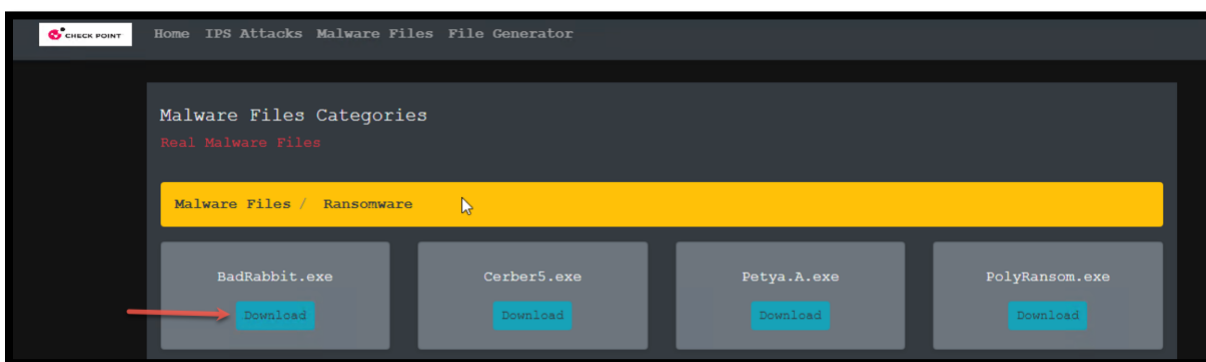 CHECK POINT
Home IPS Attacks Malware Files File Generator
Malware Files Categories
Real Malware Files
Malware Files / Ransomware
BadRabbit.exe
Cerber5.exe
Petya.A.exe
PolyRansom.exe
Download
Download
Download
Download